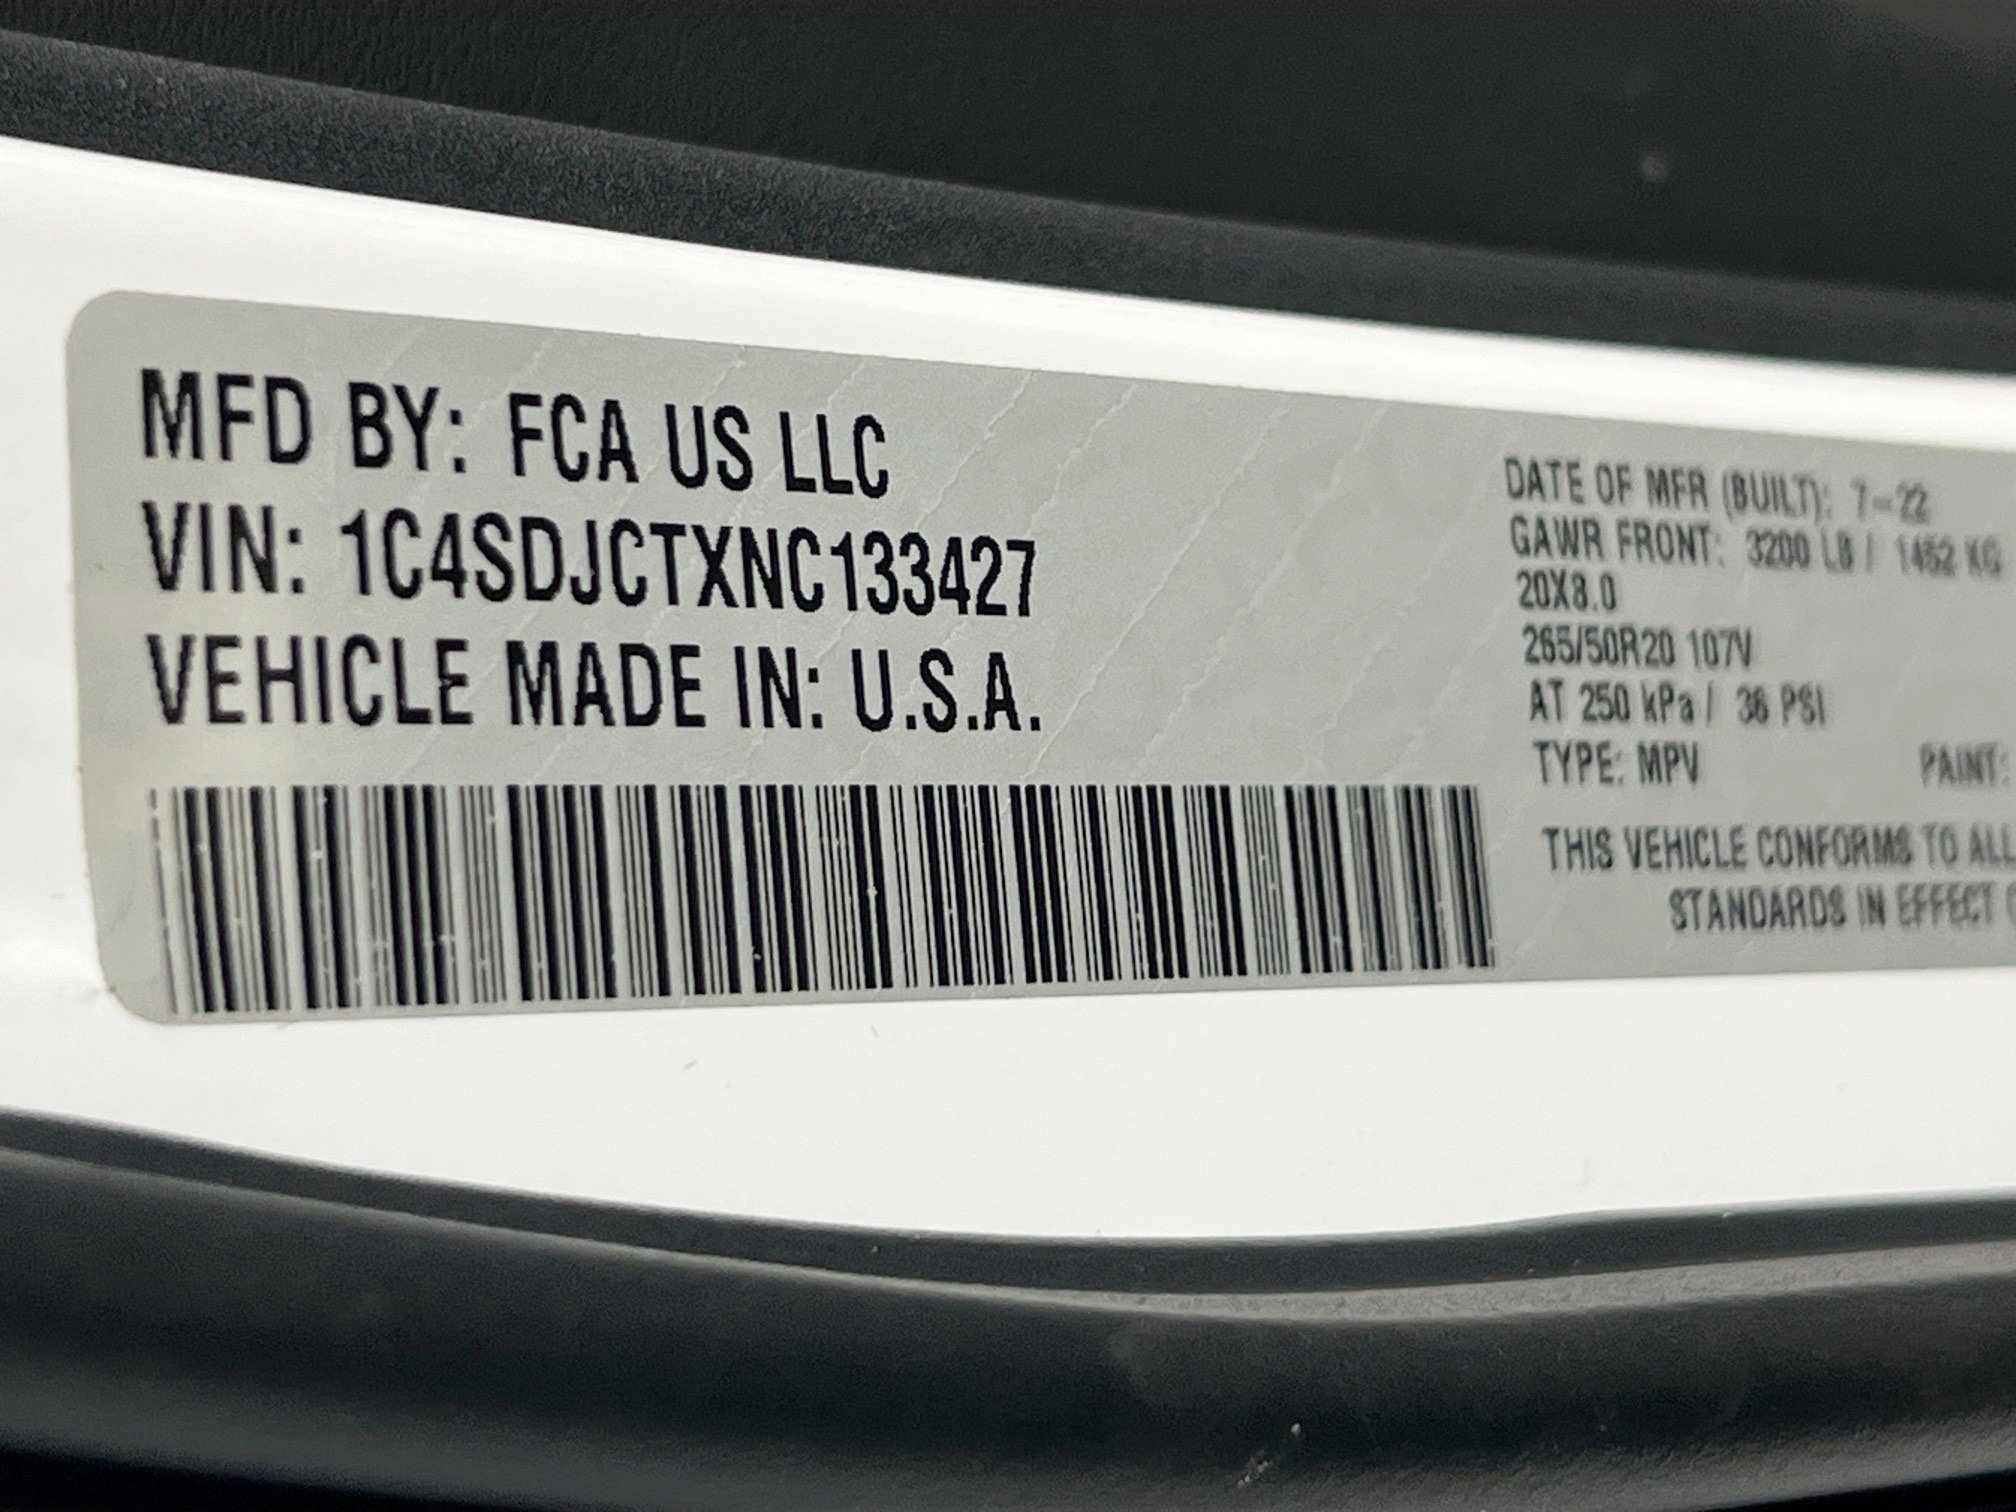 MFD BY: FCA US LLC
VIN: 1C4SDJCTXNC133427
VEHICLE MADE IN: U.S.A.
DATE OF MFR (BUILT): 7-22
GAWR FRONT: 3200 LB / 1452 KG
20X8.0
265/50R20 107V
AT 250 kPa / 36 PSI
TYPE: MPV PAINT:
THIS VEHICLE CONFORMS TO ALL
STANDARDS IN EFFECT